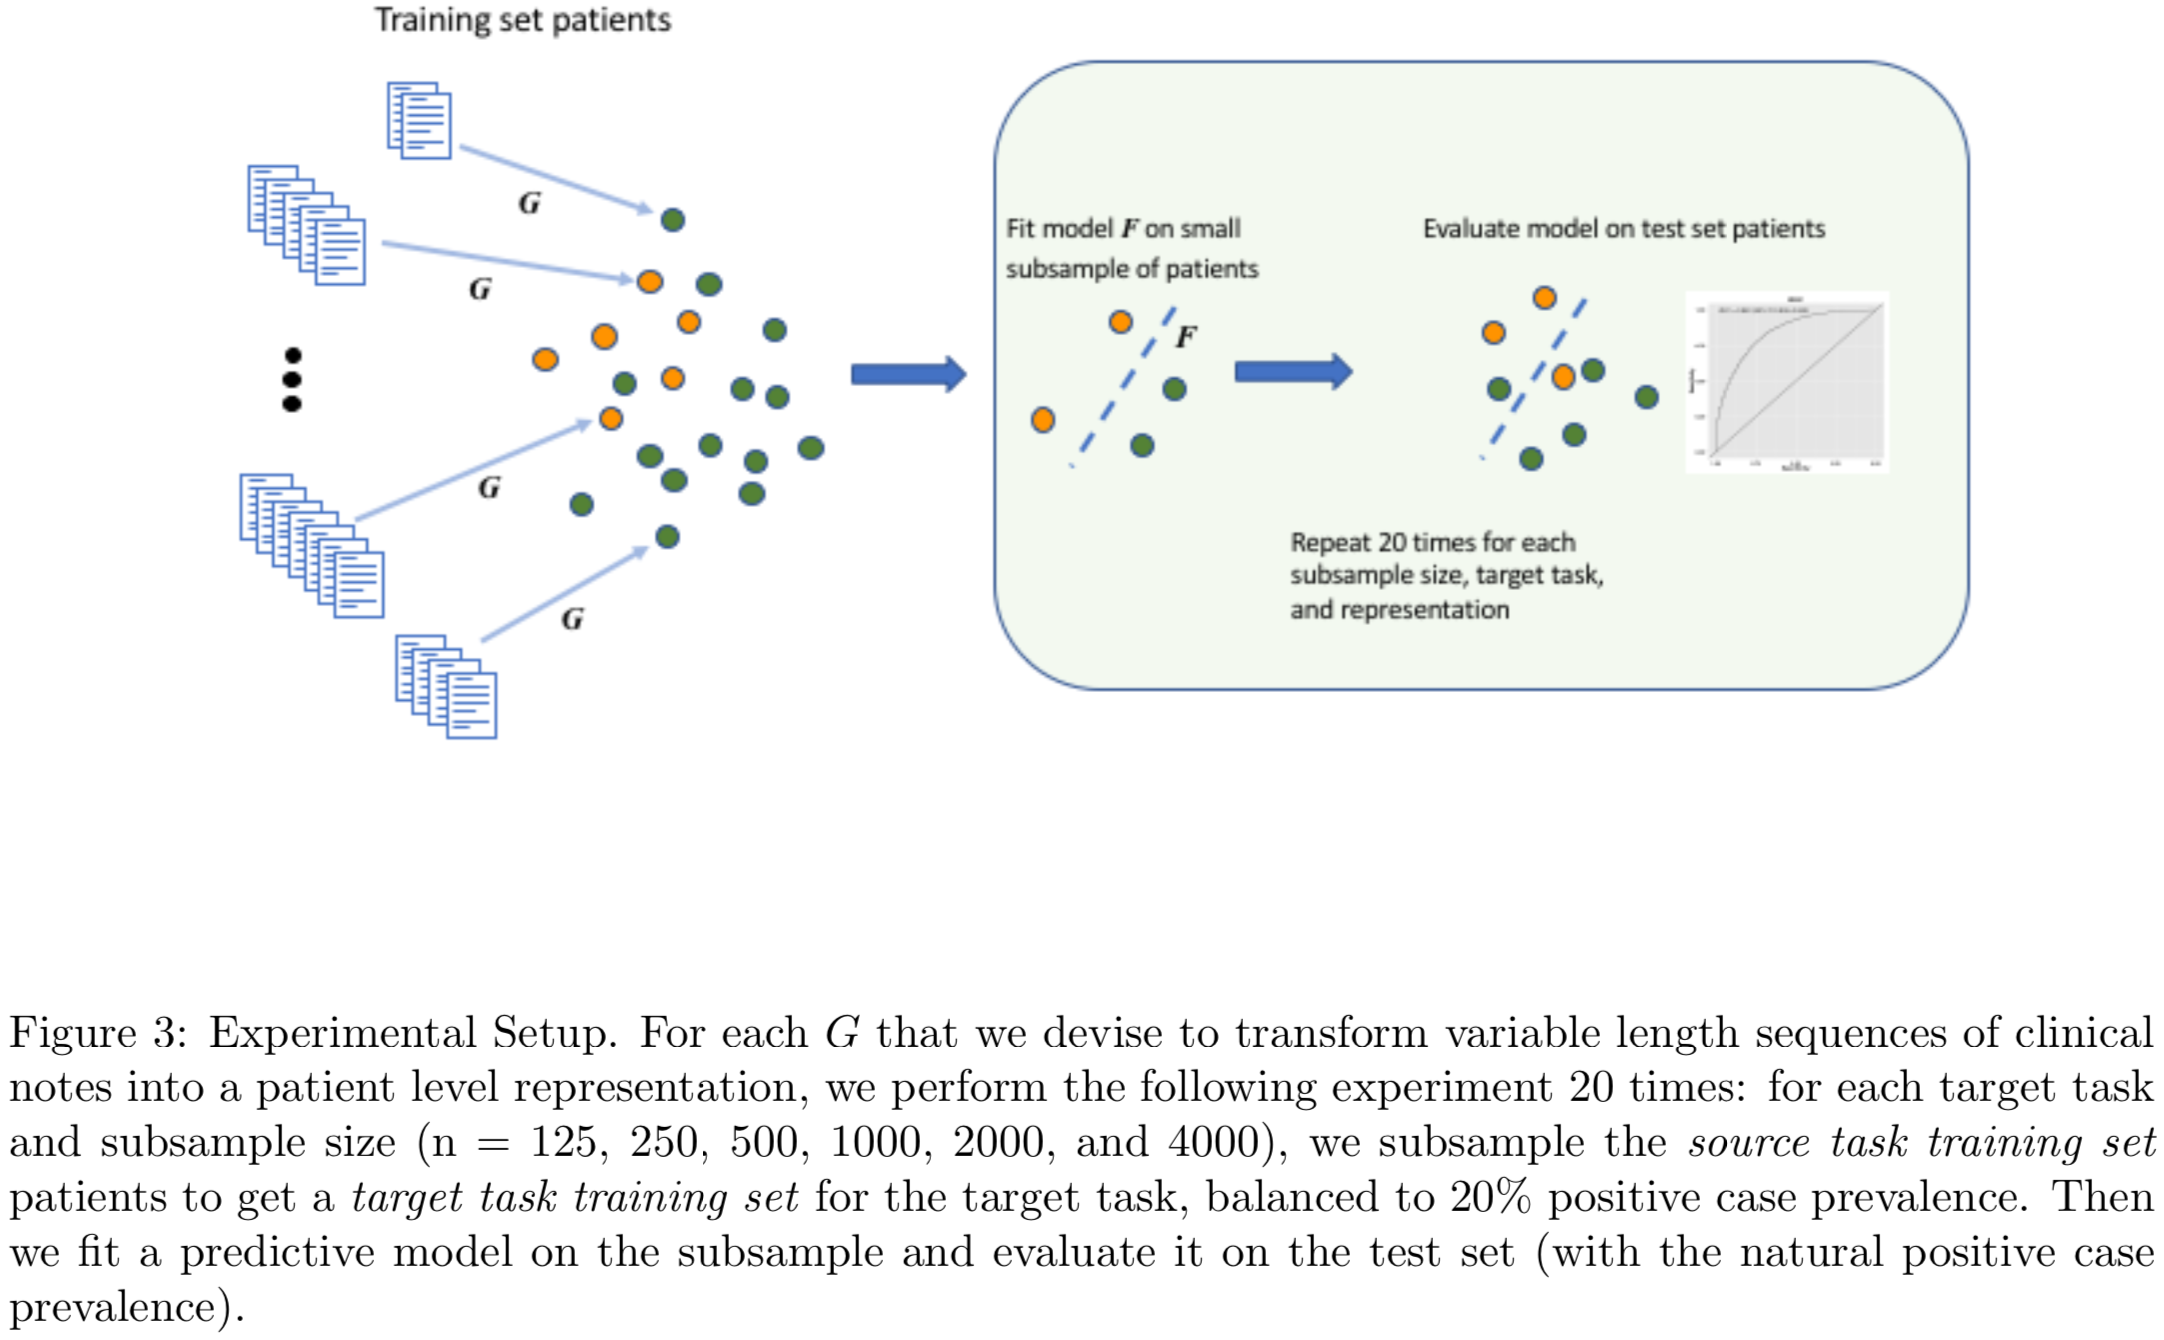 Training set patients
G
G
G
G
Fit model F on small
subsample of patients
F
Evaluate model on test set patients
Repeat 20 times for each
subsample size, target task,
and representation
Figure 3: Experimental Setup. For each G that we devise to transform variable length sequences of clinical
notes into a patient level representation, we perform the following experiment 20 times: for each target task
and subsample size (n = 125, 250, 500, 1000, 2000, and 4000), we subsample the source task training set
patients to get a target task training set for the target task, balanced to 20% positive case prevalence. Then
we fit a predictive model on the subsample and evaluate it on the test set (with the natural positive case
prevalence).